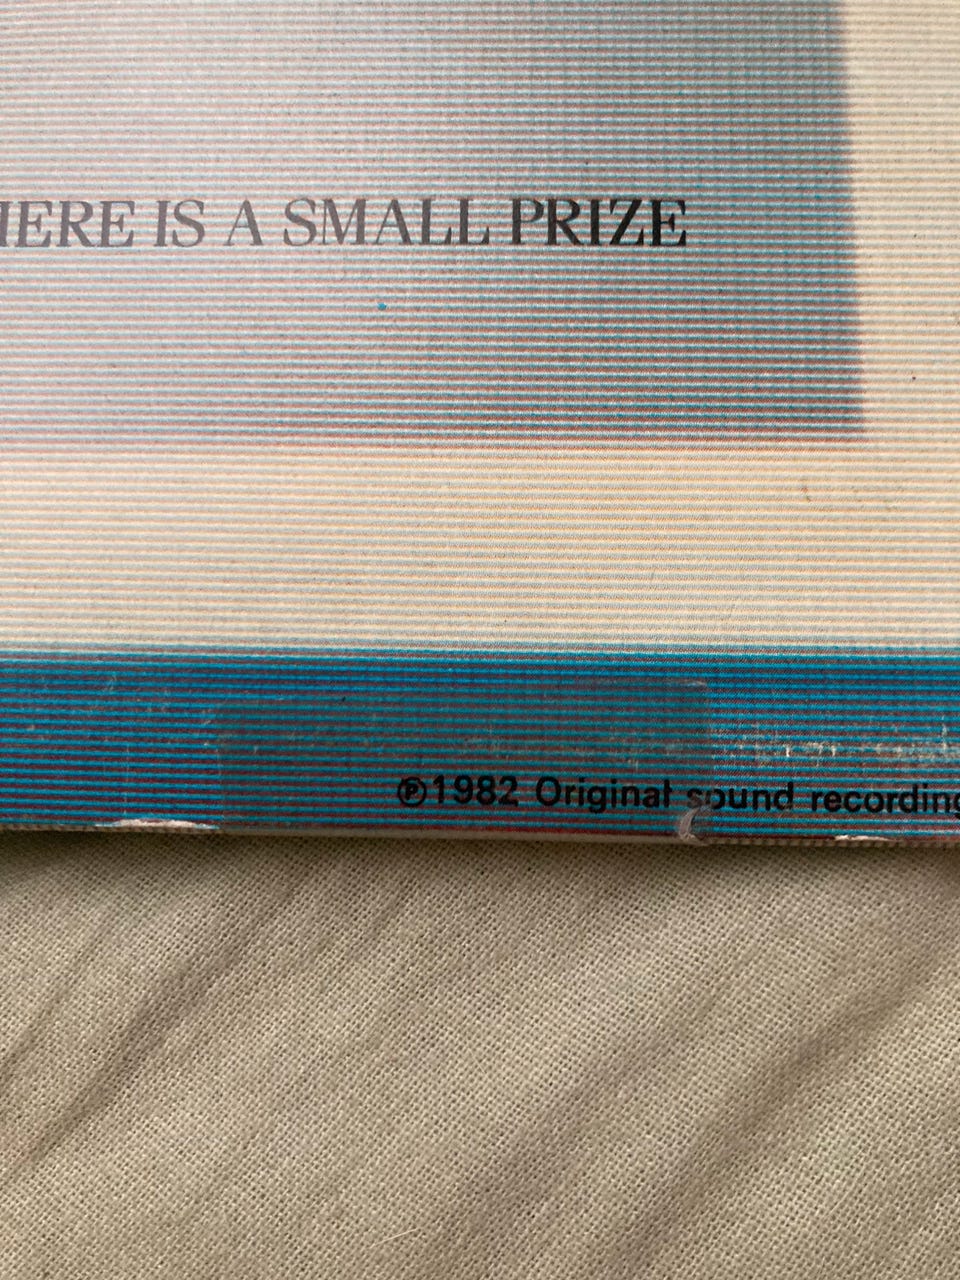 HERE IS A SMALL PRIZE
℗1982 Original sound recording